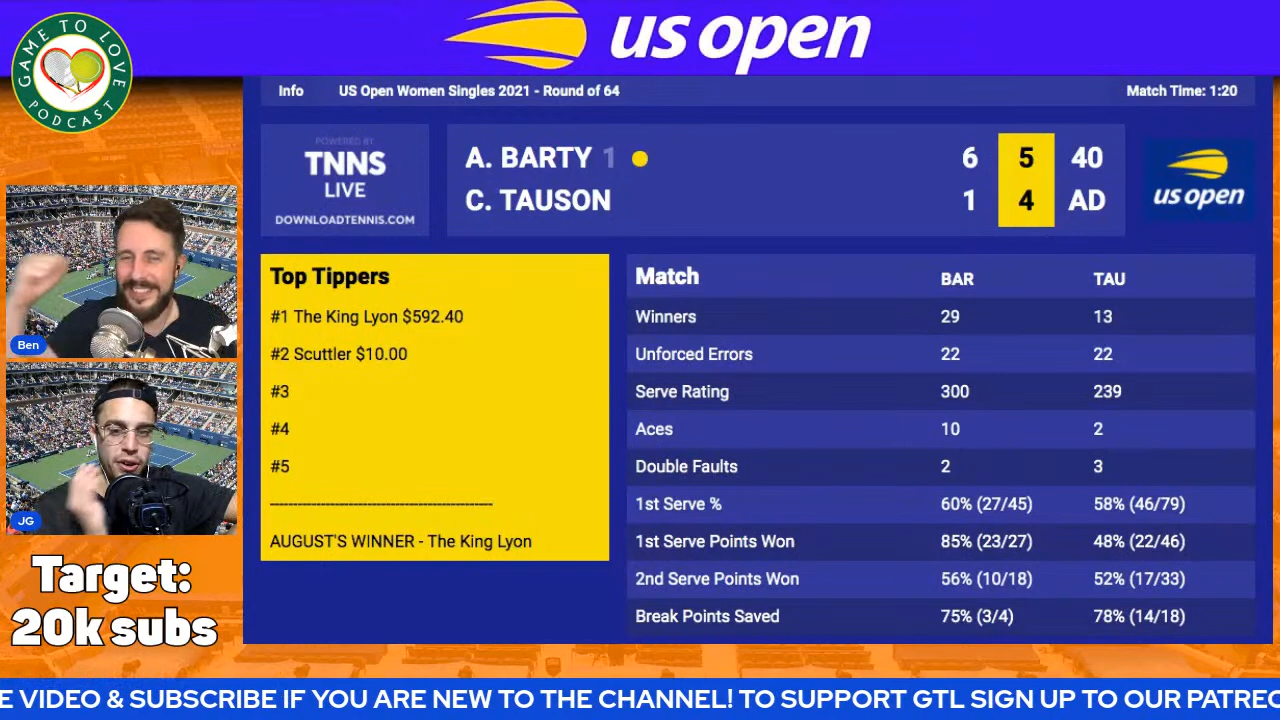 GAME TO LOVE
PODCAST
us open
Info US Open Women Singles 2021 - Round of 64 Match Time: 1:20
POWERED BY
TNNS
LIVE
DOWNLOADTENNIS.COM
A. BARTY 1 6 5 40
C. TAUSON 1 4 AD
us open
Ben
JG
Target:
20k subs
Top Tippers
#1 The King Lyon $592.40
#2 Scuttler $10.00
#3
#4
#5
------------------------------------------------
AUGUST'S WINNER - The King Lyon
Match BAR TAU
Winners 29 13
Unforced Errors 22 22
Serve Rating 300 239
Aces 10 2
Double Faults 2 3
1st Serve % 60% (27/45) 58% (46/79)
1st Serve Points Won 85% (23/27) 48% (22/46)
2nd Serve Points Won 56% (10/18) 52% (17/33)
Break Points Saved 75% (3/4) 78% (14/18)
E VIDEO & SUBSCRIBE IF YOU ARE NEW TO THE CHANNEL! TO SUPPORT GTL SIGN UP TO OUR PATREO